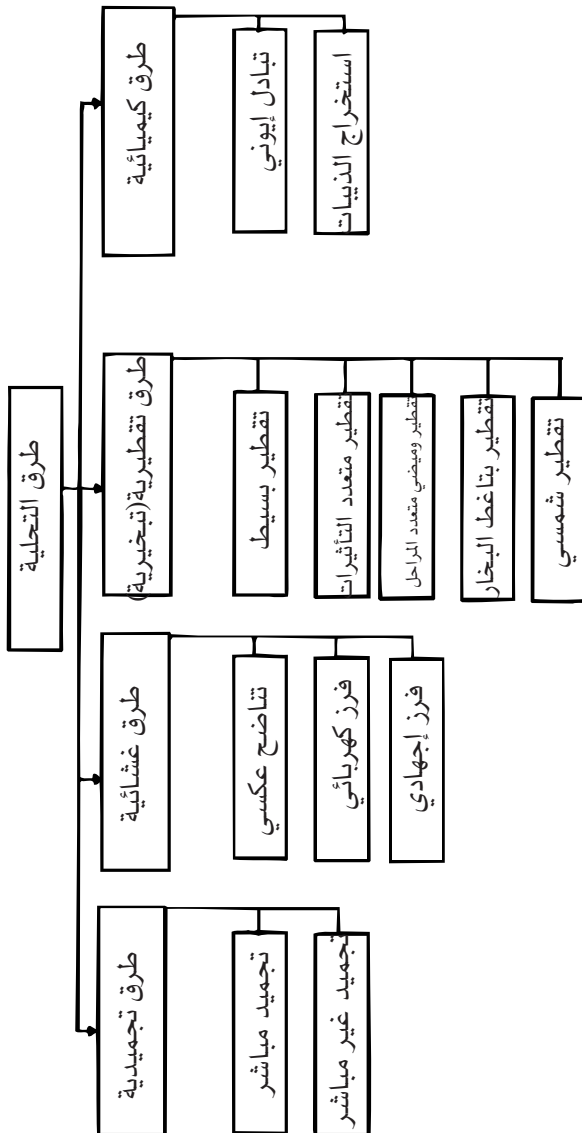 طرق التحلية
طرق كيميائية
تبادل إيوني
استخراج الذيبات
طرق تقطيرية(تبخيرية)
تقطير بسيط
تقطير متعدد التأثيرات
تقطير وميضي متعدد المراحل
تقطير بتاغط البخار
تقطير شمسي
طرق غشائية
تناضح عكسي
فرز كهربائي
فرز إجهادي
طرق تجميدية
تجميد مباشر
تجميد غير مباشر